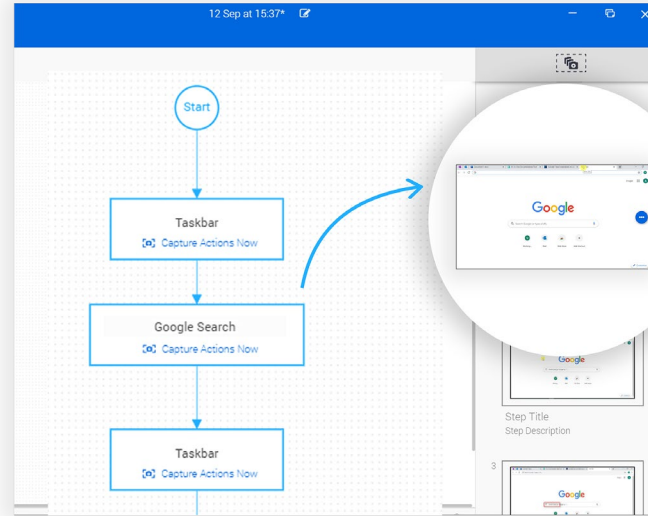 12 Sep at 15:37*
Start
Taskbar
Capture Actions Now
Google Search
Capture Actions Now
Taskbar
Capture Actions Now
Google
Google
Step Title
Step Description
3
Google